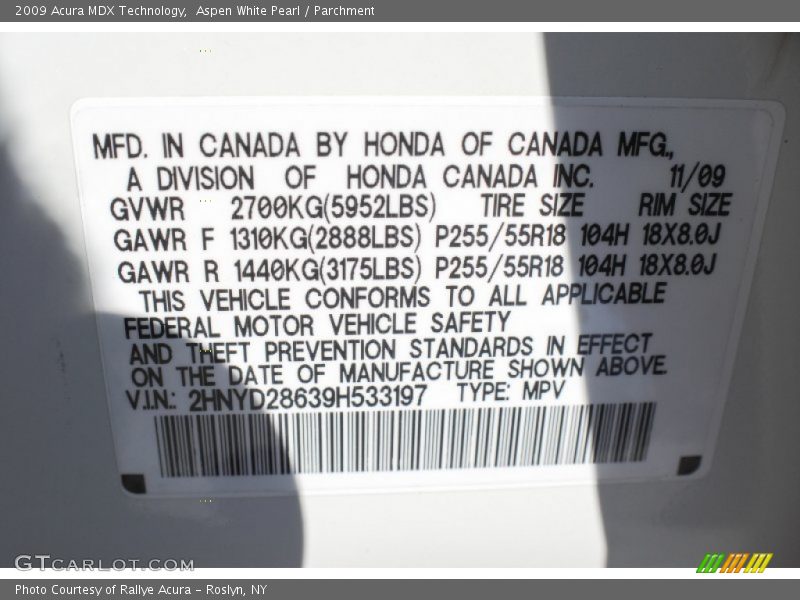 2009 Acura MDX Technology,  Aspen White Pearl / Parchment
MFD. IN CANADA BY HONDA OF CANADA MFG.,
A DIVISION OF HONDA CANADA INC. 11/09
GVWR 2700KG(5952LBS) TIRE SIZE RIM SIZE
GAWR F 1310KG(2888LBS) P255/55R18 104H 18X8.0J
GAWR R 1440KG(3175LBS) P255/55R18 104H 18X8.0J
THIS VEHICLE CONFORMS TO ALL APPLICABLE
FEDERAL MOTOR VEHICLE SAFETY
AND THEFT PREVENTION STANDARDS IN EFFECT
ON THE DATE OF MANUFACTURE SHOWN ABOVE.
V.I.N.: 2HNYD28639H533197 TYPE: MPV
GTCARLOT.COM
Photo Courtesy of Rallye Acura - Roslyn, NY